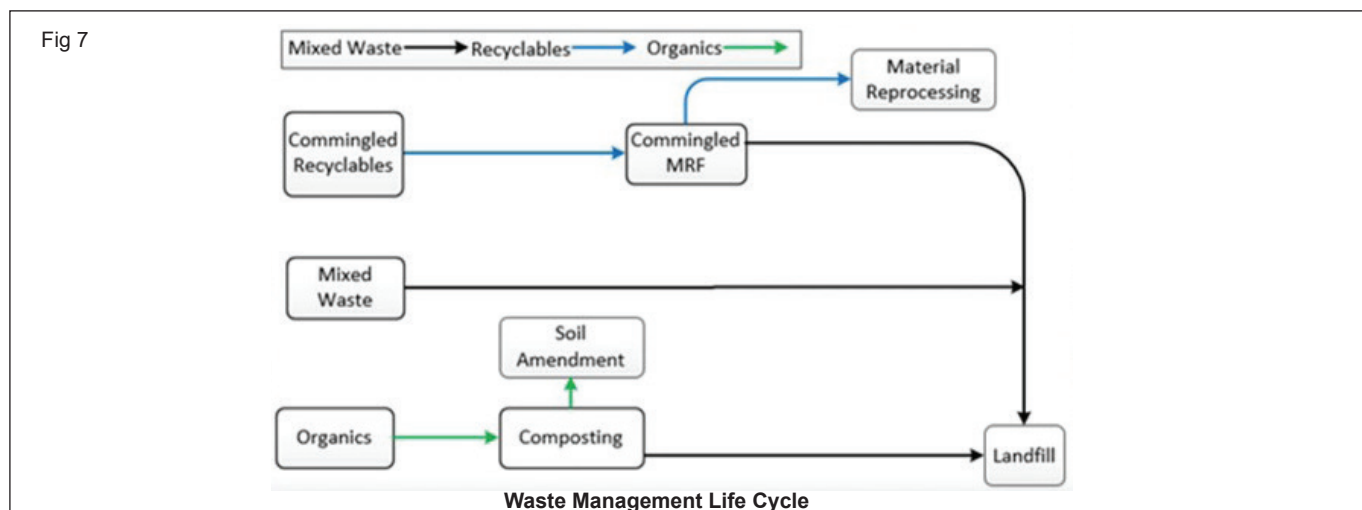 Fig 7
Mixed Waste Recyclables Organics
Material
Reprocessing
Commingled
Recyclables
Commingled
MRF
Mixed
Waste
Soil
Amendment
Organics
Composting
Landfill
Waste Management Life Cycle